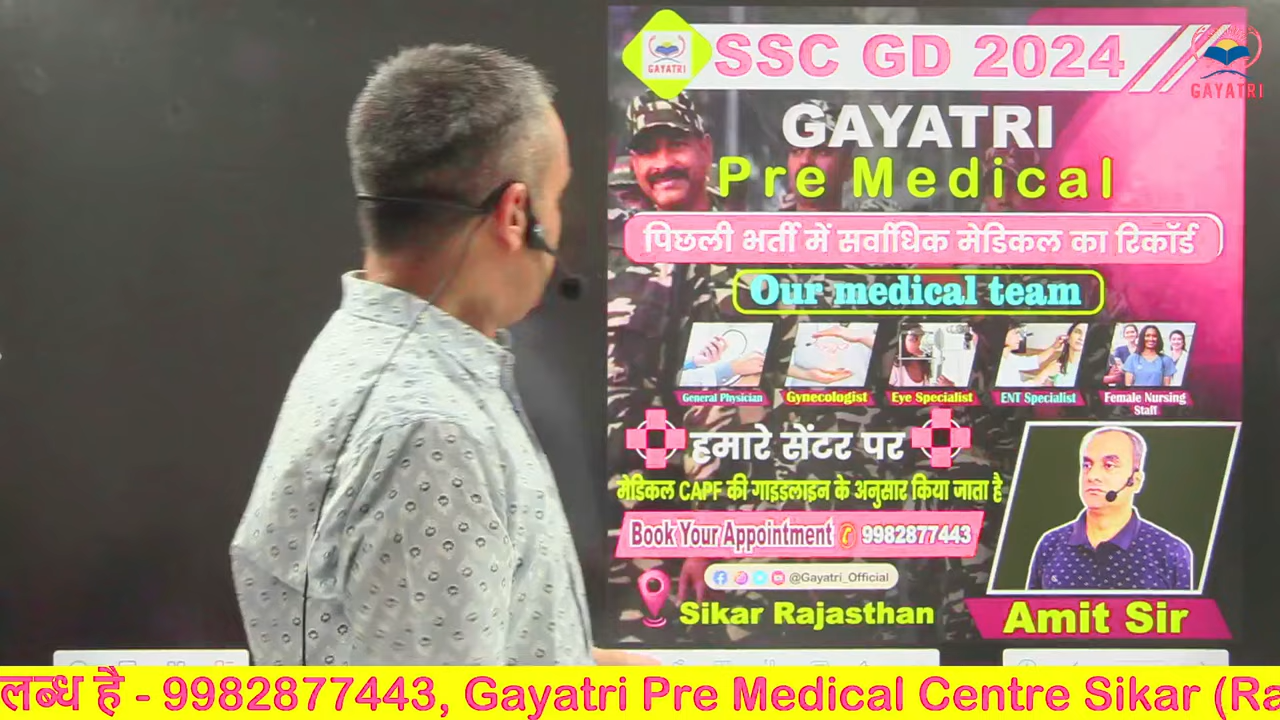 GAYATRI
SSC GD 2024
GAYATRI
GAYATRI
Pre Medical
पिछली भर्ती में सर्वाधिक मेडिकल का रिकॉर्ड
Our medical team
General Physician
Gynecologist
Eye Specialist
ENT Specialist
Female Nursing
Staff
हमारे सेंटर पर
मेडिकल CAPF की गाइडलाइन के अनुसार किया जाता है
Book Your Appointment 9982877443
@Gayatri_Official
Sikar Rajasthan
Amit Sir
है - 9982877443, Gayatri Pre Medical Centre Sikar